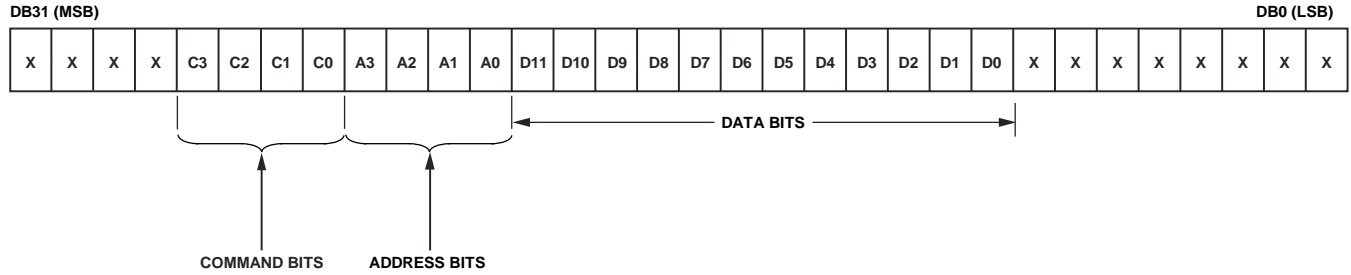 DB31 (MSB) DB0 (LSB)
X X X X C3 C2 C1 C0 A3 A2 A1 A0 D11 D10 D9 D8 D7 D6 D5 D4 D3 D2 D1 D0 X X X X X X X X
DATA BITS
COMMAND BITS ADDRESS BITS